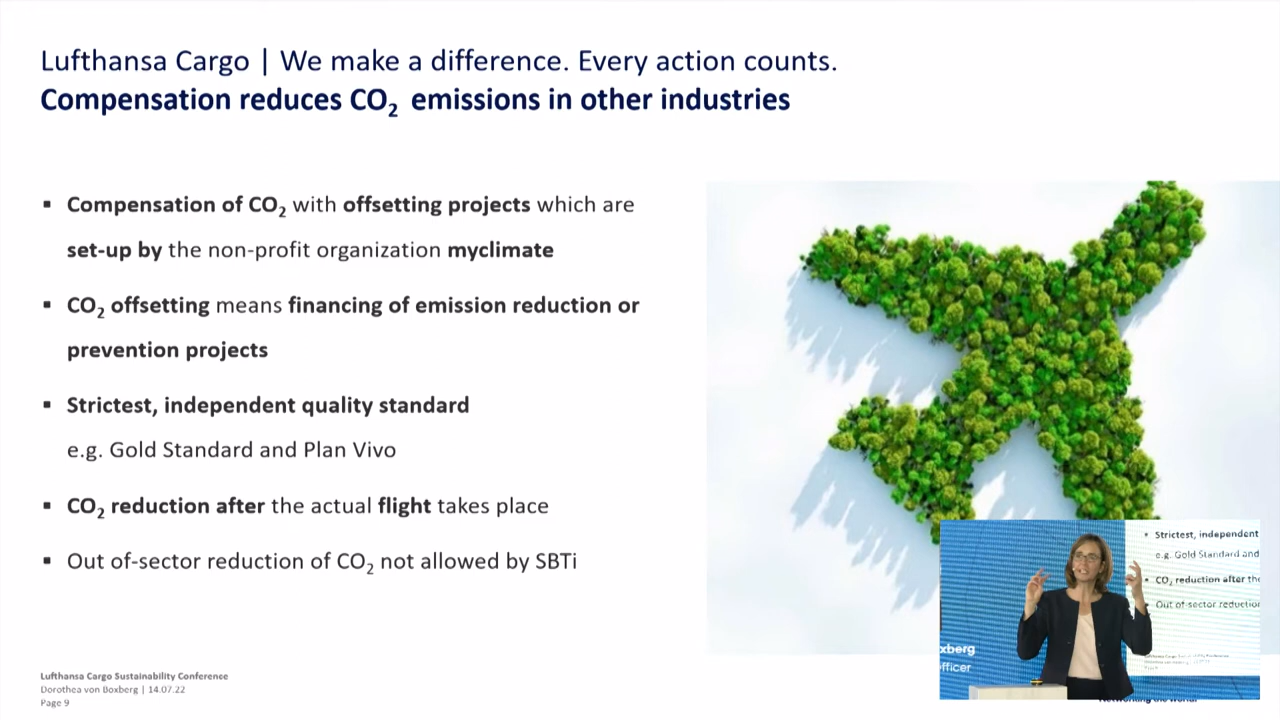 Lufthansa Cargo | We make a difference. Every action counts.
Compensation reduces CO₂ emissions in other industries
▪ Compensation of CO₂ with offsetting projects which are
set-up by the non-profit organization myclimate
▪ CO₂ offsetting means financing of emission reduction or
prevention projects
▪ Strictest, independent quality standard
e.g. Gold Standard and Plan Vivo
▪ CO₂ reduction after the actual flight takes place
▪ Out of-sector reduction of CO₂ not allowed by SBTi
Lufthansa Cargo Sustainability Conference
Dorothea von Boxberg | 14.07.22
Page 9
▪ Strictest, independent
e.g. Gold Standard and
▪ CO₂ reduction after the
Out of-sector reduction
xberg
fficer